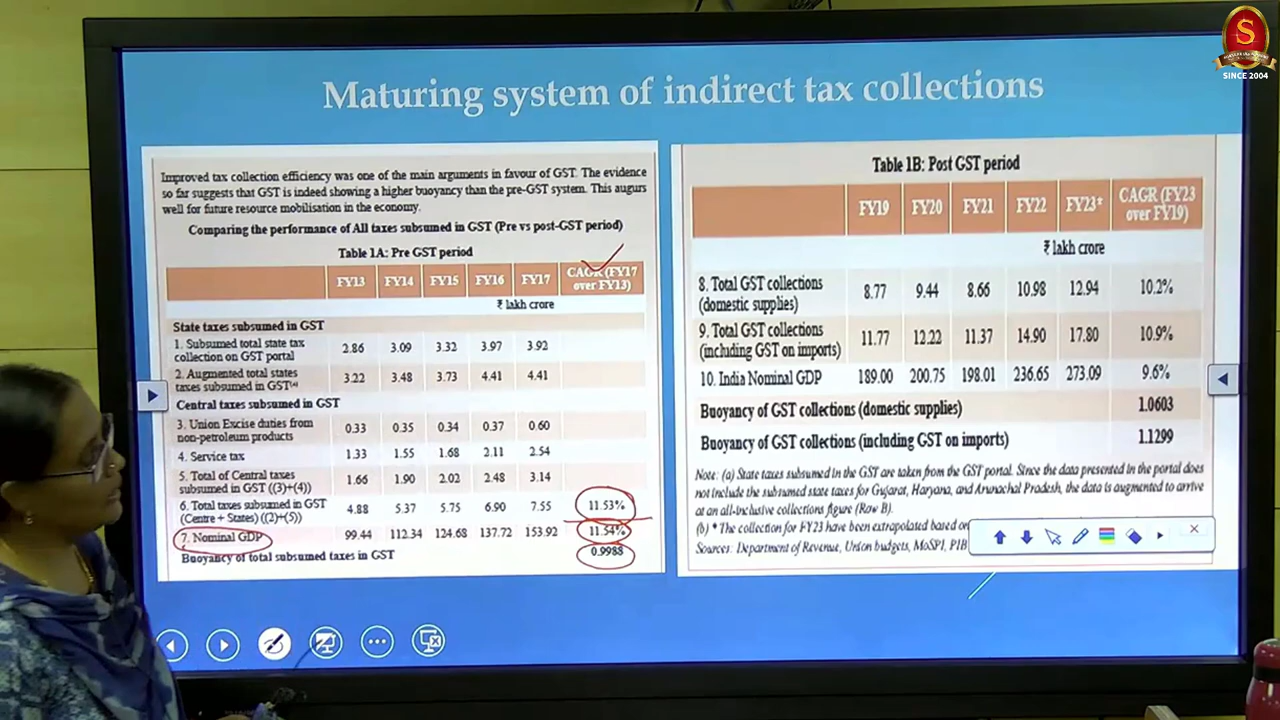 S
SINCE 2004
Maturing system of indirect tax collections
Improved tax collection efficiency was one of the main arguments in favour of GST. The evidence
so far suggests that GST is indeed showing a higher buoyancy than the pre-GST system. This augurs
well for future resource mobilisation in the economy.
Comparing the performance of All taxes subsumed in GST (Pre vs post-GST period)
Table 1A: Pre GST period
FY13 FY14 FY15 FY16 FY17 CAGR (FY17
over FY13)
₹ lakh crore
State taxes subsumed in GST
1. Subsumed total state tax
collection on GST portal 2.86 3.09 3.32 3.97 3.92
2. Augmented total states
taxes subsumed in GST(a) 3.22 3.48 3.73 4.41 4.41
Central taxes subsumed in GST
3. Union Excise duties from
non-petroleum products 0.33 0.35 0.34 0.37 0.60
4. Service tax 1.33 1.55 1.68 2.11 2.54
5. Total of Central taxes
subsumed in GST ((3)+(4)) 1.66 1.90 2.02 2.48 3.14
6. Total taxes subsumed in GST
(Centre + States) ((2)+(5)) 4.88 5.37 5.75 6.90 7.55 11.53%
7. Nominal GDP 99.44 112.34 124.68 137.72 153.92 11.54%
Buoyancy of total subsumed taxes in GST 0.9988
Table 1B: Post GST period
FY19 FY20 FY21 FY22 FY23* CAGR (FY23
over FY19)
₹ lakh crore
8. Total GST collections
(domestic supplies) 8.77 9.44 8.66 10.98 12.94 10.2%
9. Total GST collections
(including GST on imports) 11.77 12.22 11.37 14.90 17.80 10.9%
10. India Nominal GDP 189.00 200.75 198.01 236.65 273.09 9.6%
Buoyancy of GST collections (domestic supplies) 1.0603
Buoyancy of GST collections (including GST on imports) 1.1299
Note: (a) State taxes subsumed in the GST are taken from the GST portal. Since the data presented in the portal does
not include the subsumed state taxes for Gujarat, Haryana, and Arunachal Pradesh, the data is augmented to arrive
at an all-inclusive collections figure (Row B).
(b) * The collection for FY23 have been extrapolated based on
Sources: Department of Revenue, Union budgets, MoSPI, PIB